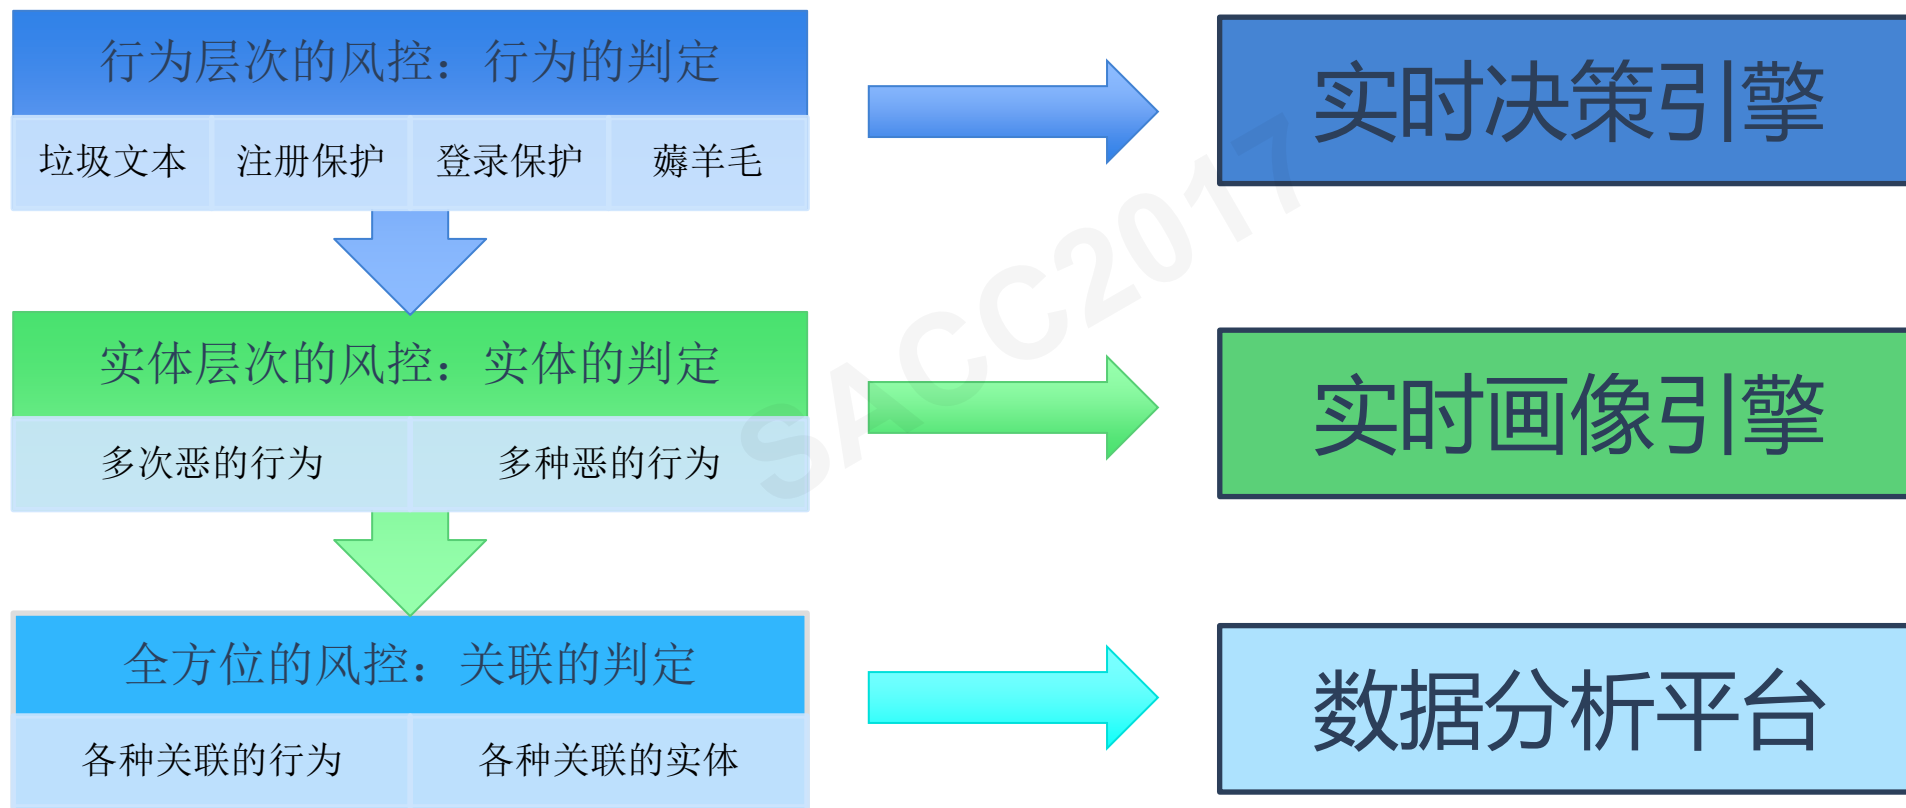 行为层次的风控：行为的判定
垃圾文本 注册保护 登录保护 薅羊毛
实时决策引擎
实体层次的风控：实体的判定
多次恶的行为 多种恶的行为
实时画像引擎
全方位的风控：关联的判定
各种关联的行为 各种关联的实体
数据分析平台
SACC2017